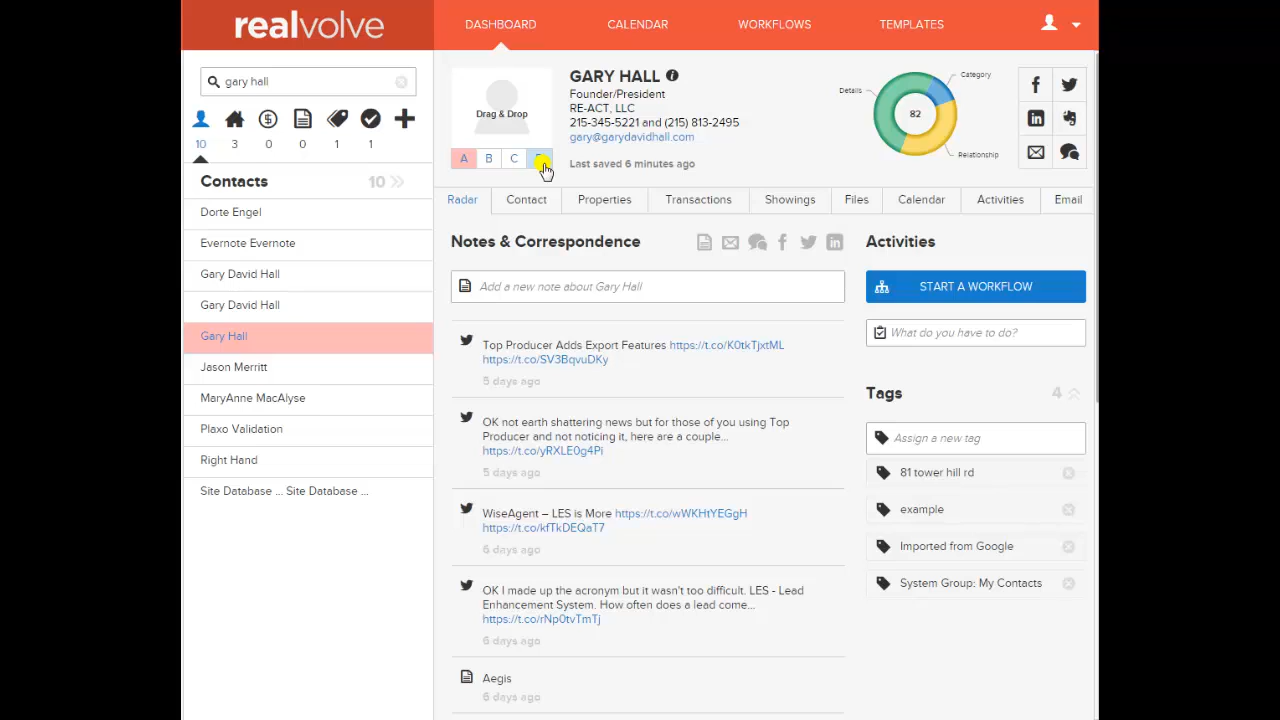 realvolve
DASHBOARD CALENDAR WORKFLOWS TEMPLATES
gary hall
10 3 0 0 1 1
Contacts 10
Dorte Engel
Evernote Evernote
Gary David Hall
Gary David Hall
Gary Hall
Jason Merritt
MaryAnne MacAlyse
Plaxo Validation
Right Hand
Site Database ... Site Database ...
Drag & Drop
A B C
GARY HALL
Founder/President
RE-ACT, LLC
215-345-5221 and (215) 813-2495
gary@garydavidhall.com
Last saved 6 minutes ago
Category
Details
82
Relationship
Radar Contact Properties Transactions Showings Files Calendar Activities Email
Notes & Correspondence
Add a new note about Gary Hall
Top Producer Adds Export Features https://t.co/K0tkTjxtML
https://t.co/SV3BqvuDKy
5 days ago
OK not earth shattering news but for those of you using Top
Producer and not noticing it, here are a couple...
https://t.co/yRXLE0g4Pi
5 days ago
WiseAgent – LES is More https://t.co/wWKHtYEGgH
https://t.co/kfTkDEQaT7
6 days ago
OK I made up the acronym but it wasn't too difficult. LES - Lead
Enhancement System. How often does a lead come...
https://t.co/rNp0tvTmTj
6 days ago
Aegis
6 days ago
Activities
START A WORKFLOW
What do you have to do?
Tags 4
Assign a new tag
81 tower hill rd
example
Imported from Google
System Group: My Contacts